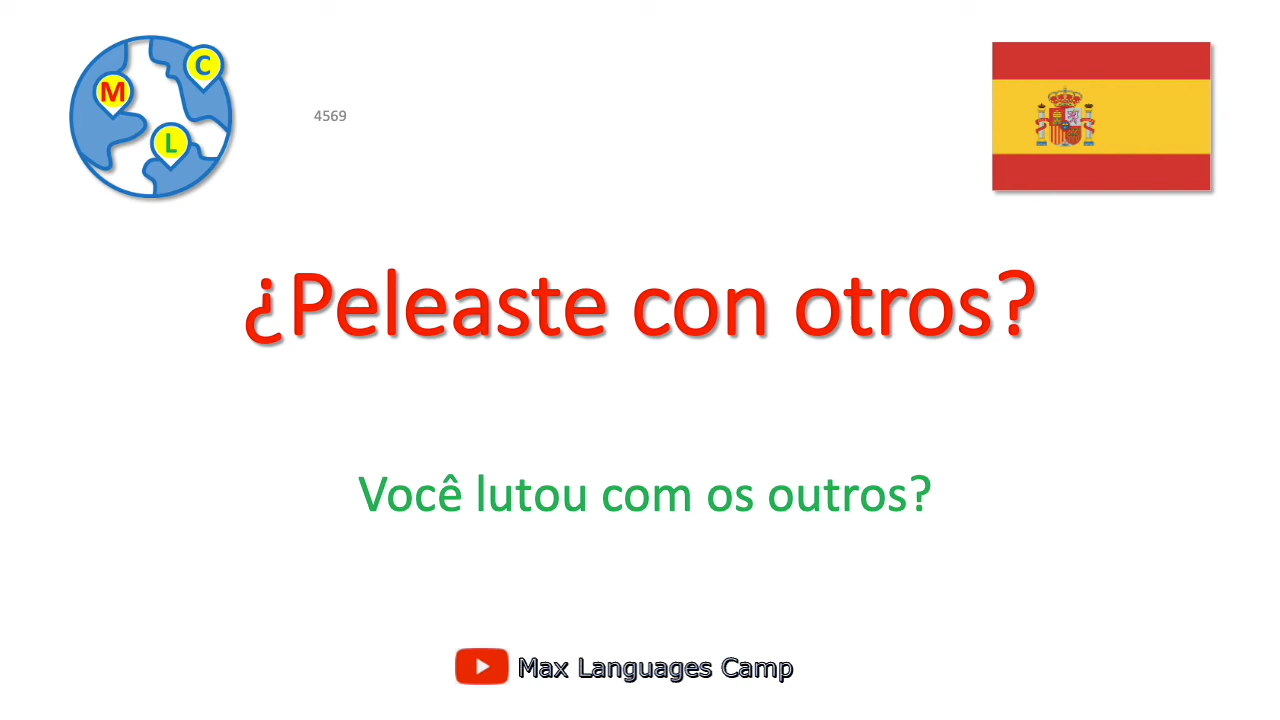 M
C
L
4569
¿Peleaste con otros?
Você lutou com os outros?
Max Languages Camp